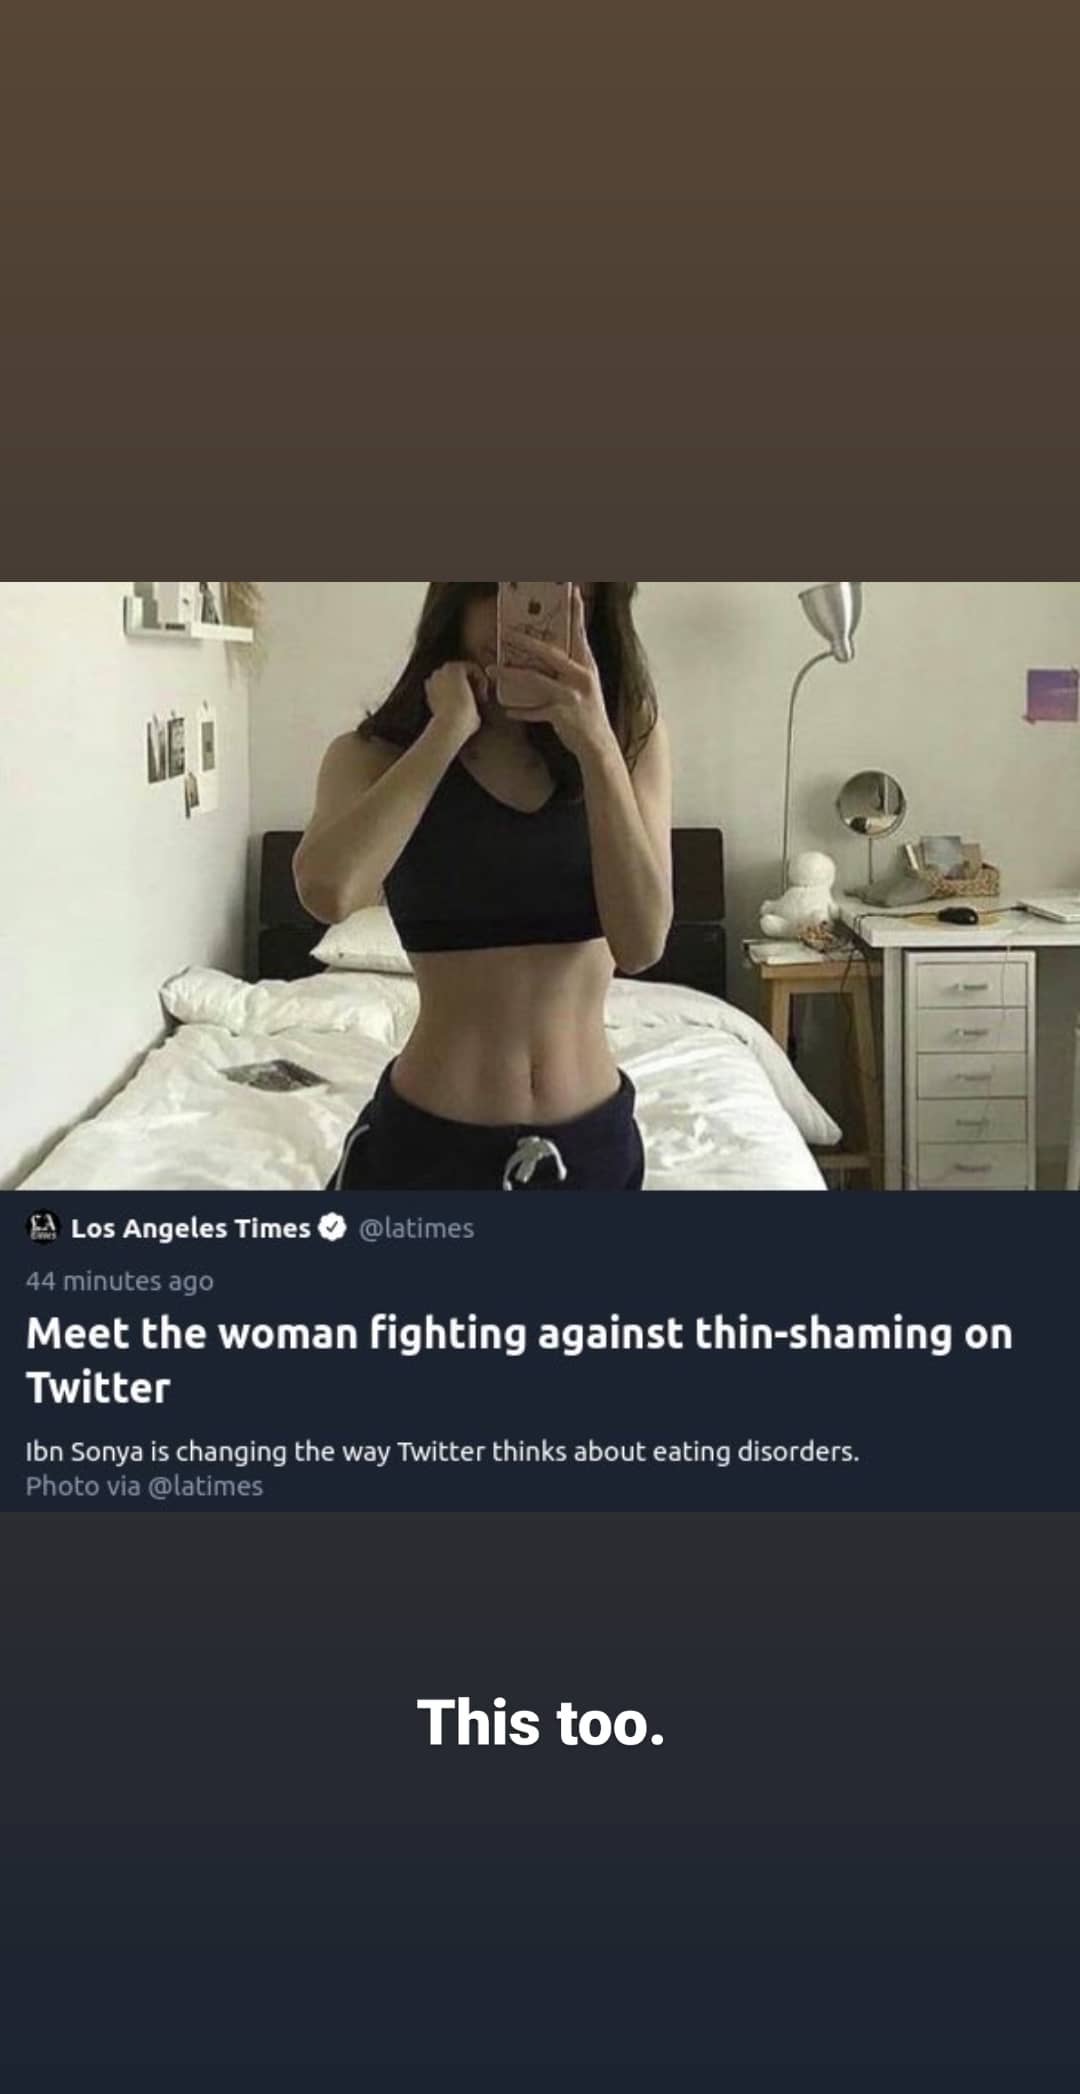 Los Angeles Times @latimes
44 minutes ago
Meet the woman fighting against thin-shaming on
Twitter
Ibn Sonya is changing the way Twitter thinks about eating disorders.
Photo via @latimes
This too.